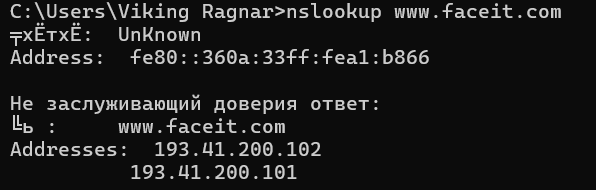 C:\Users\Viking Ragnar>nslookup www.faceit.com
╤хЁтхЁ:  UnKnown
Address:  fe80::360a:33ff:fea1:b866

Не заслуживающий доверия ответ:
╚ь :     www.faceit.com
Addresses:  193.41.200.102
          193.41.200.101